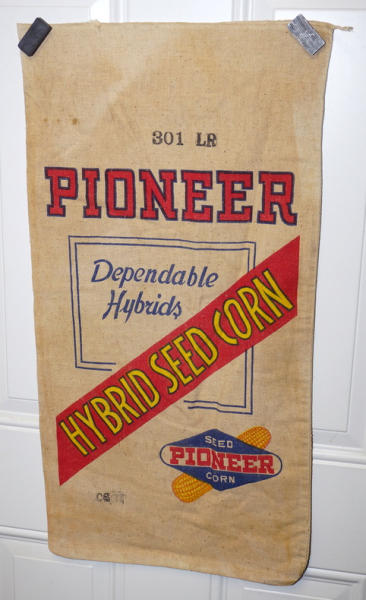 301 LR
PIONEER
Dependable
Hybrids
HYBRID SEED CORN
SEED
PIONEER
CORN